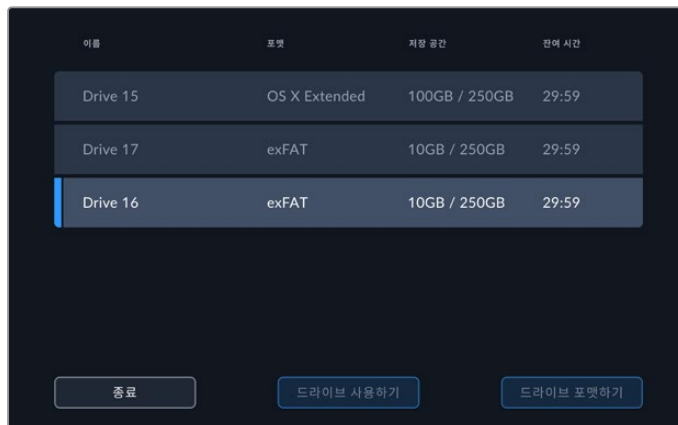 이름 포맷 저장 공간 잔여 시간
Drive 15 OS X Extended 100GB / 250GB 29:59
Drive 17 exFAT 10GB / 250GB 29:59
Drive 16 exFAT 10GB / 250GB 29:59
종료 드라이브 사용하기 드라이브 포맷하기